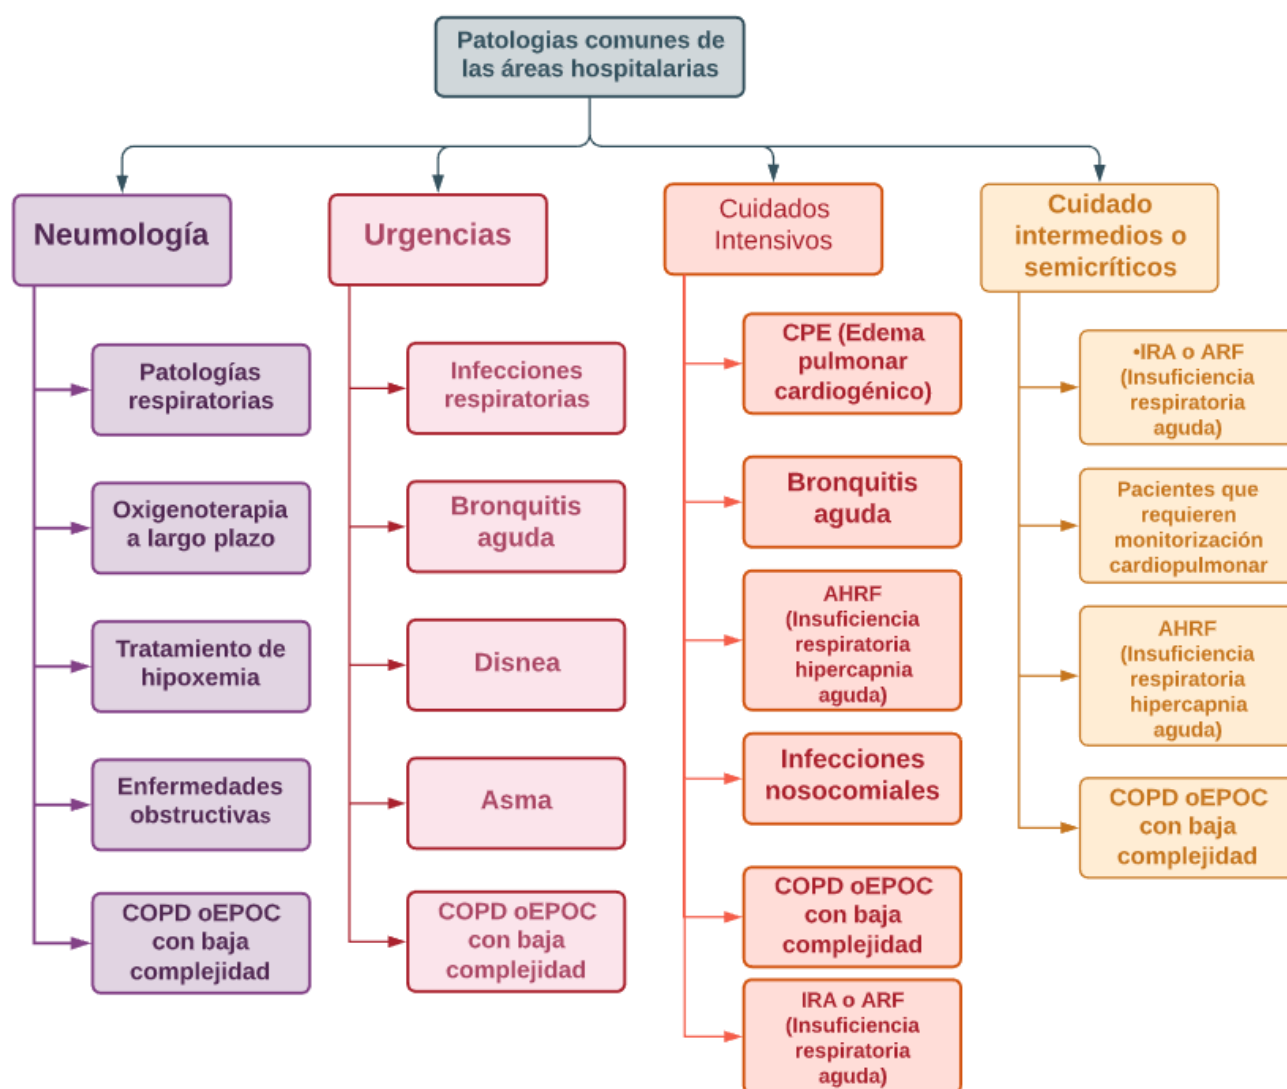 Patologias comunes de
las áreas hospitalarias
Neumología
Patologías
respiratorias
Oxigenoterapia
a largo plazo
Tratamiento de
hipoxemia
Enfermedades
obstructivas
COPD oEPOC
con baja
complejidad
Urgencias
Infecciones
respiratorias
Bronquitis
aguda
Disnea
Asma
COPD oEPOC
con baja
complejidad
Cuidados
Intensivos
CPE (Edema
pulmonar
cardiogénico)
Bronquitis
aguda
AHRF
(Insuficiencia
respiratoria
hipercapnia
aguda)
Infecciones
nosocomiales
COPD oEPOC
con baja
complejidad
IRA o ARF
(Insuficiencia
respiratoria
aguda)
Cuidado
intermedios o
semicríticos
•IRA o ARF
(Insuficiencia
respiratoria
aguda)
Pacientes que
requieren
monitorización
cardiopulmonar
AHRF
(Insuficiencia
respiratoria
hipercapnia
aguda)
COPD oEPOC
con baja
complejidad